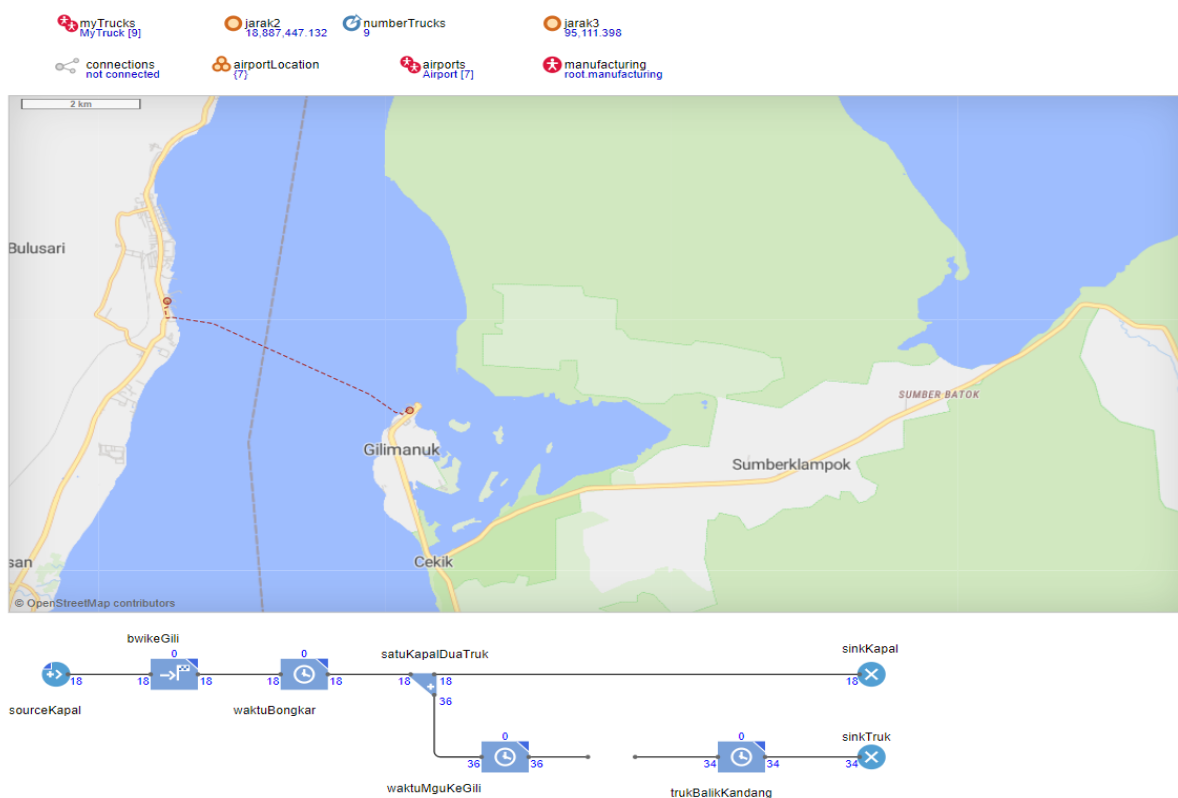 myTrucks
MyTruck [9]
jarak2
18,887,447.132
numberTrucks
9
jarak3
95,111.398
connections
not connected
airportLocation
{7}
airports
Airport [7]
manufacturing
root.manufacturing
2 km
Bulusari
SUMBER BATOK
Gilimanuk
Sumberklampok
Cekik
san
© OpenStreetMap contributors
bwikeGili
satuKapalDuaTruk
sinkKapal
0
0
18
18
18
18
18
18
18
18
36
sourceKapal
waktuBongkar
sinkTruk
0
0
36
36
34
34
34
waktuMguKeGili
trukBalikKandang